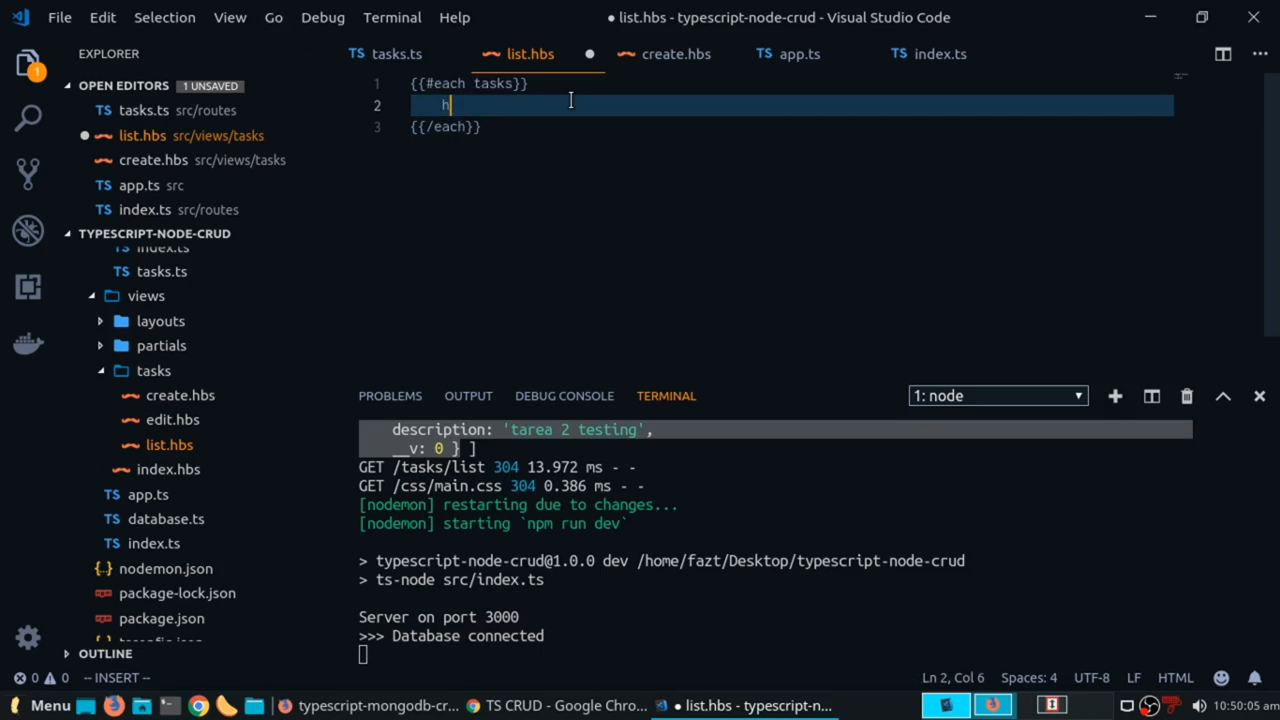 File Edit Selection View Go Debug Terminal Help
● list.hbs - typescript-node-crud - Visual Studio Code
EXPLORER
OPEN EDITORS 1 UNSAVED
TS tasks.ts src/routes
list.hbs src/views/tasks
create.hbs src/views/tasks
TS app.ts src
TS index.ts src/routes
TYPESCRIPT-NODE-CRUD
index.ts
TS tasks.ts
views
layouts
partials
tasks
create.hbs
edit.hbs
list.hbs
index.hbs
TS app.ts
TS database.ts
TS index.ts
nodemon.json
package-lock.json
package.json
OUTLINE
TS tasks.ts list.hbs create.hbs TS app.ts TS index.ts
1 {{#each tasks}}
2 h
3 {{/each}}
PROBLEMS OUTPUT DEBUG CONSOLE TERMINAL 1: node
description: 'tarea 2 testing',
__v: 0 } ]
GET /tasks/list 304 13.972 ms - -
GET /css/main.css 304 0.386 ms - -
[nodemon] restarting due to changes...
[nodemon] starting `npm run dev`
> typescript-node-crud@1.0.0 dev /home/fazt/Desktop/typescript-node-crud
> ts-node src/index.ts
Server on port 3000
>>> Database connected
0 0 -- INSERT -- Ln 2, Col 6 Spaces: 4 UTF-8 LF HTML
Menu typescript-mongodb-cr... TS CRUD - Google Chro... ● list.hbs - typescript-n... 10:50:05 am